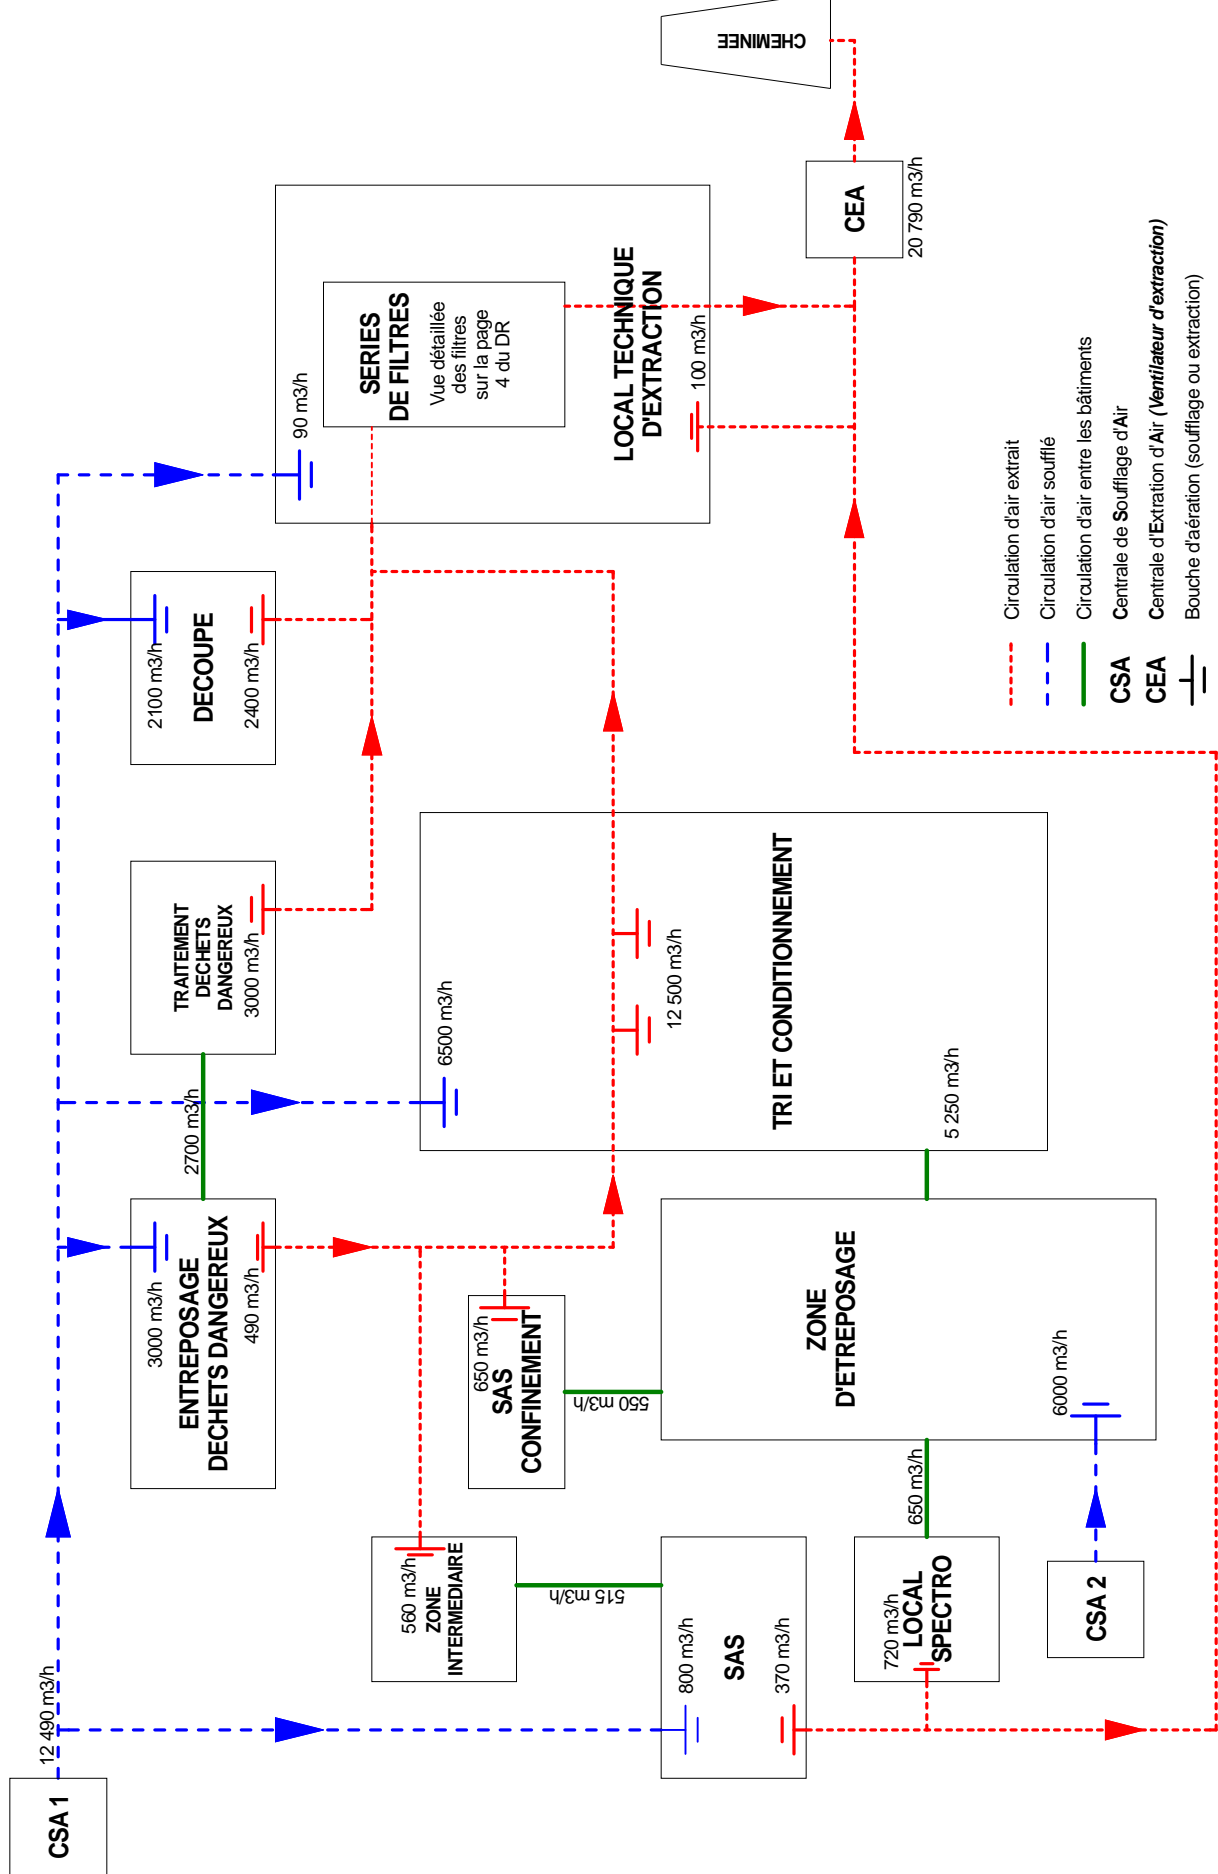 CSA 1
12 490 m3/h
3000 m3/h
ENTREPOSAGE
DECHETS DANGEREUX
490 m3/h
2700 m3/h
TRAITEMENT
DECHETS
DANGEREUX
3000 m3/h
2100 m3/h
DECOUPE
2400 m3/h
90 m3/h
SERIES
DE FILTRES
Vue détaillée
des filtres
sur la page
4 du DR
LOCAL TECHNIQUE
D'EXTRACTION
100 m3/h
CHEMINEE
CEA
20 790 m3/h
560 m3/h
ZONE
INTERMEDIAIRE
515 m3/h
650 m3/h
SAS
CONFINEMENT
550 m3/h
6500 m3/h
12 500 m3/h
TRI ET CONDITIONNEMENT
5 250 m3/h
800 m3/h
SAS
370 m3/h
ZONE
D'ETREPOSAGE
6000 m3/h
650 m3/h
720 m3/h
LOCAL
SPECTRO
CSA 2
Circulation d'air extrait
Circulation d'air soufflé
Circulation d'air entre les bâtiments
CSA Centrale de Soufflage d'Air
CEA Centrale d'Extration d'Air (Ventilateur d'extraction)
Bouche d'aération (soufflage ou extraction)